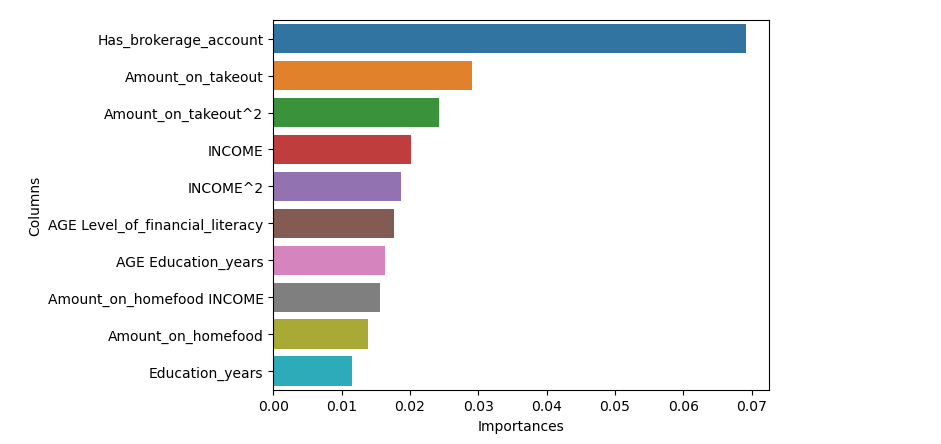 Has_brokerage_account
Amount_on_takeout
Amount_on_takeout^2
INCOME
INCOME^2
AGE Level_of_financial_literacy
AGE Education_years
Amount_on_homefood INCOME
Amount_on_homefood
Education_years
Columns
0.00 0.01 0.02 0.03 0.04 0.05 0.06 0.07
Importances